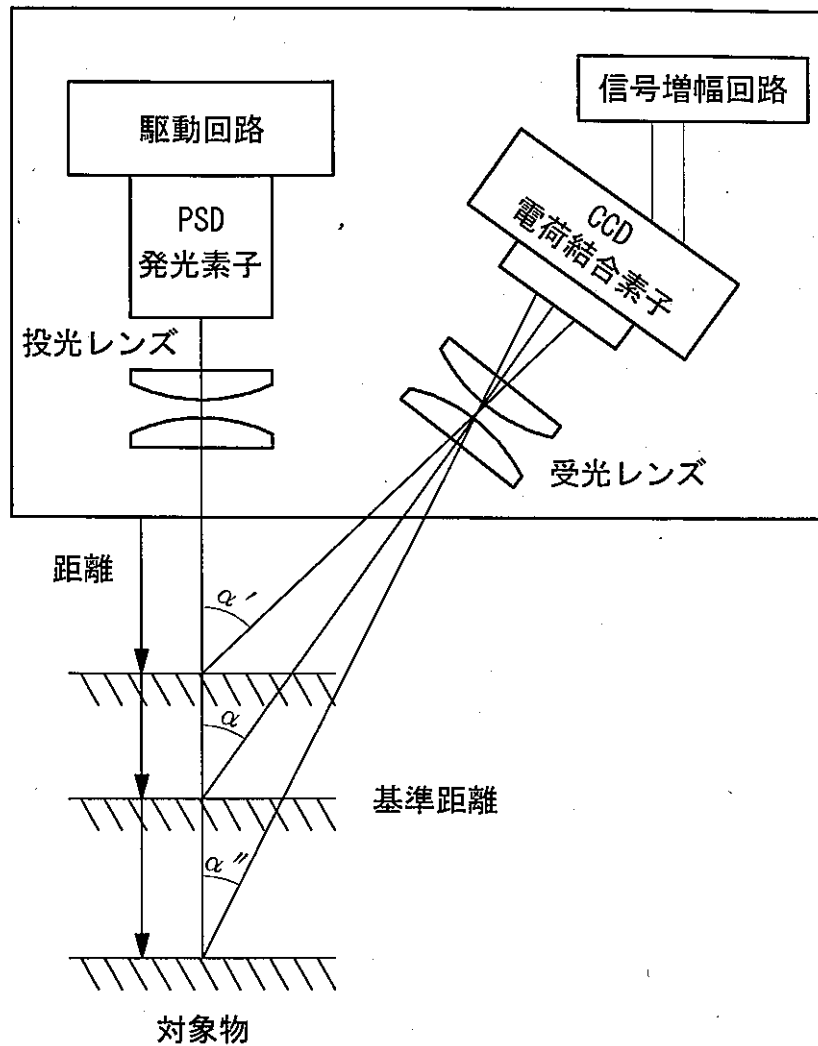 駆動回路
PSD
発光素子
信号増幅回路
CCD
電荷結合素子
投光レンズ
受光レンズ
距離
α′
α
基準距離
α″
対象物